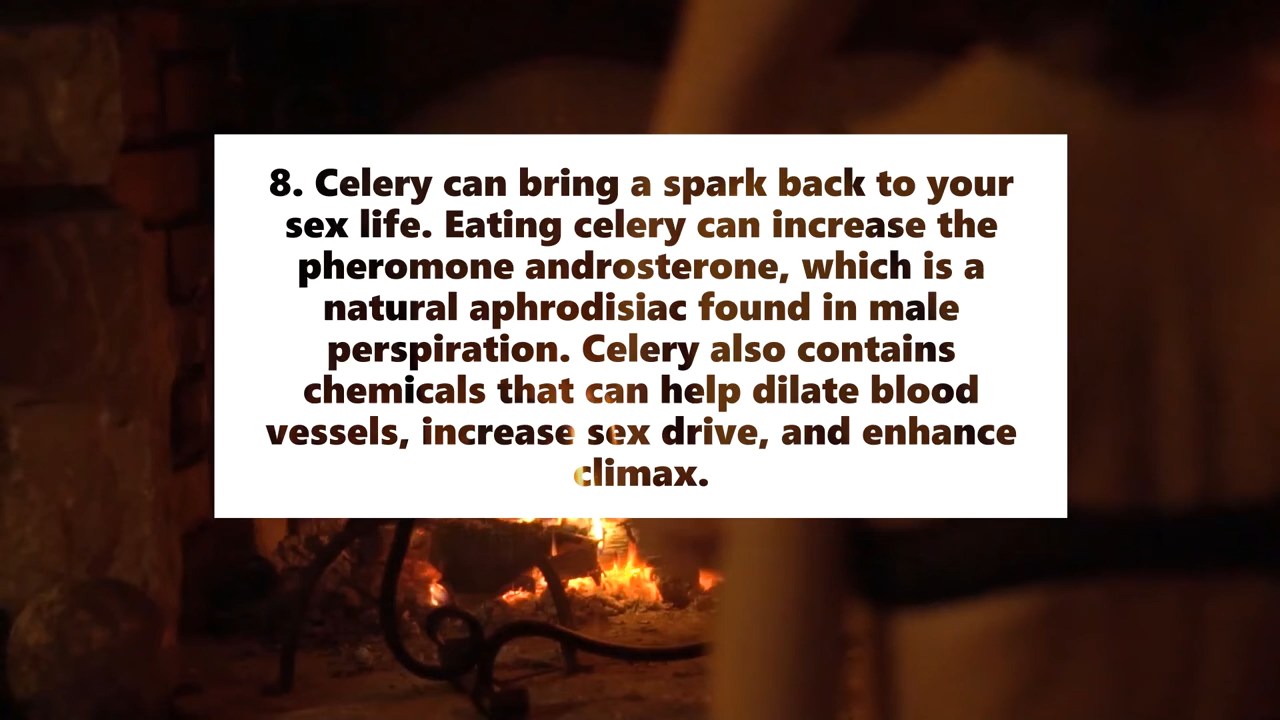 8. Celery can bring a spark back to your
sex life. Eating celery can increase the
pheromone androsterone, which is a
natural aphrodisiac found in male
perspiration. Celery also contains
chemicals that can help dilate blood
vessels, increase sex drive, and enhance
climax.